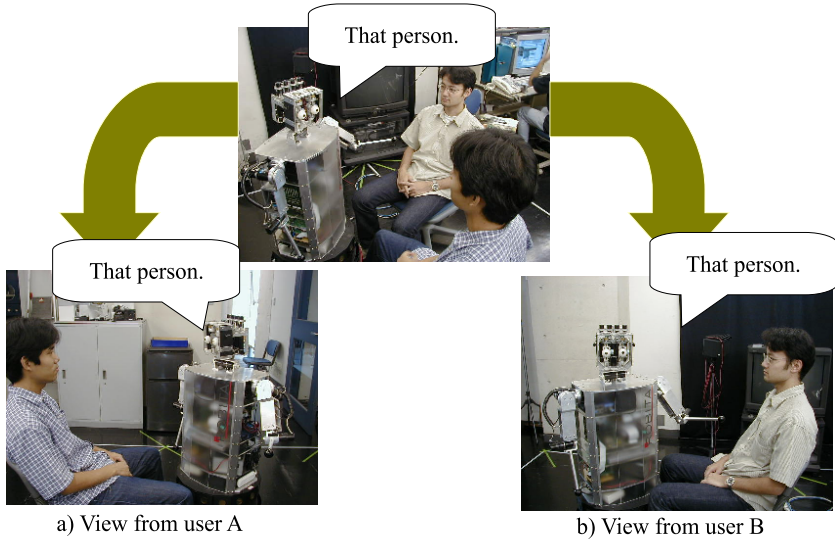 That person.
That person.
That person.
a) View from user A
b) View from user B